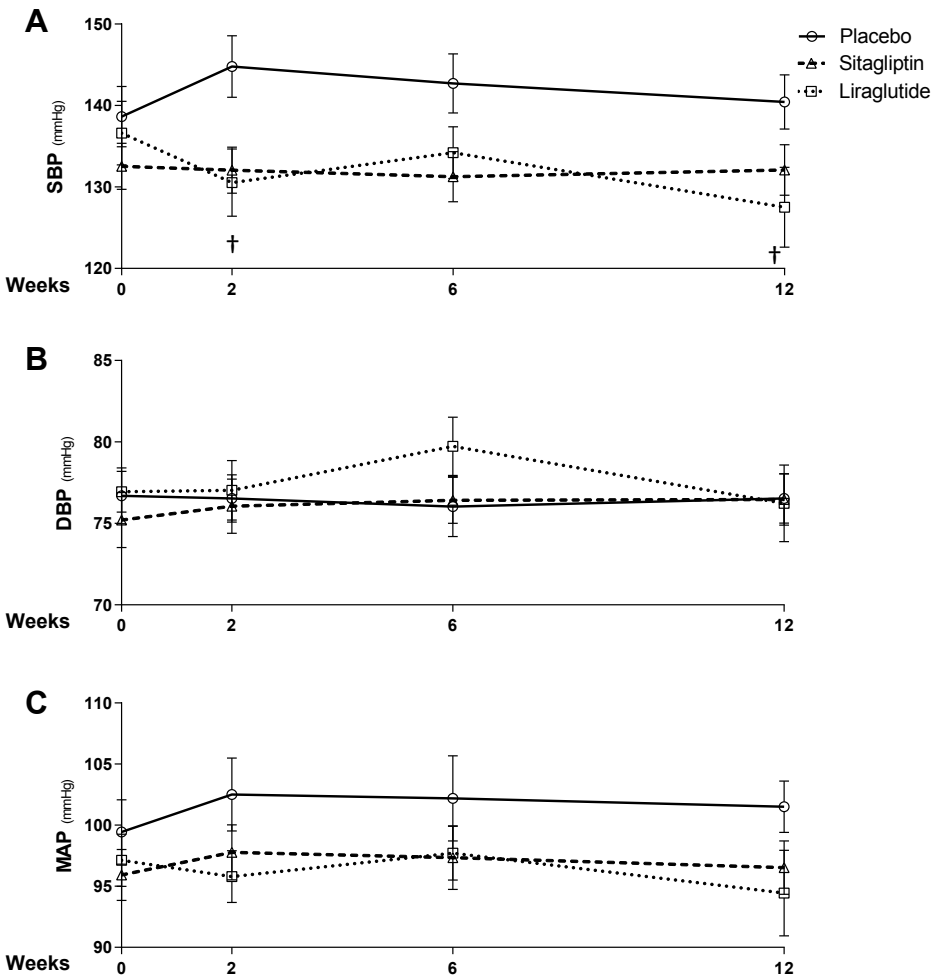 A
150
140
130
120
SBP (mmHg)
†
†
Weeks
0 2 6 12
Placebo
Sitagliptin
Liraglutide
B
85
80
75
70
DBP (mmHg)
Weeks
0 2 6 12
C
110
105
100
95
90
MAP (mmHg)
Weeks
0 2 6 12